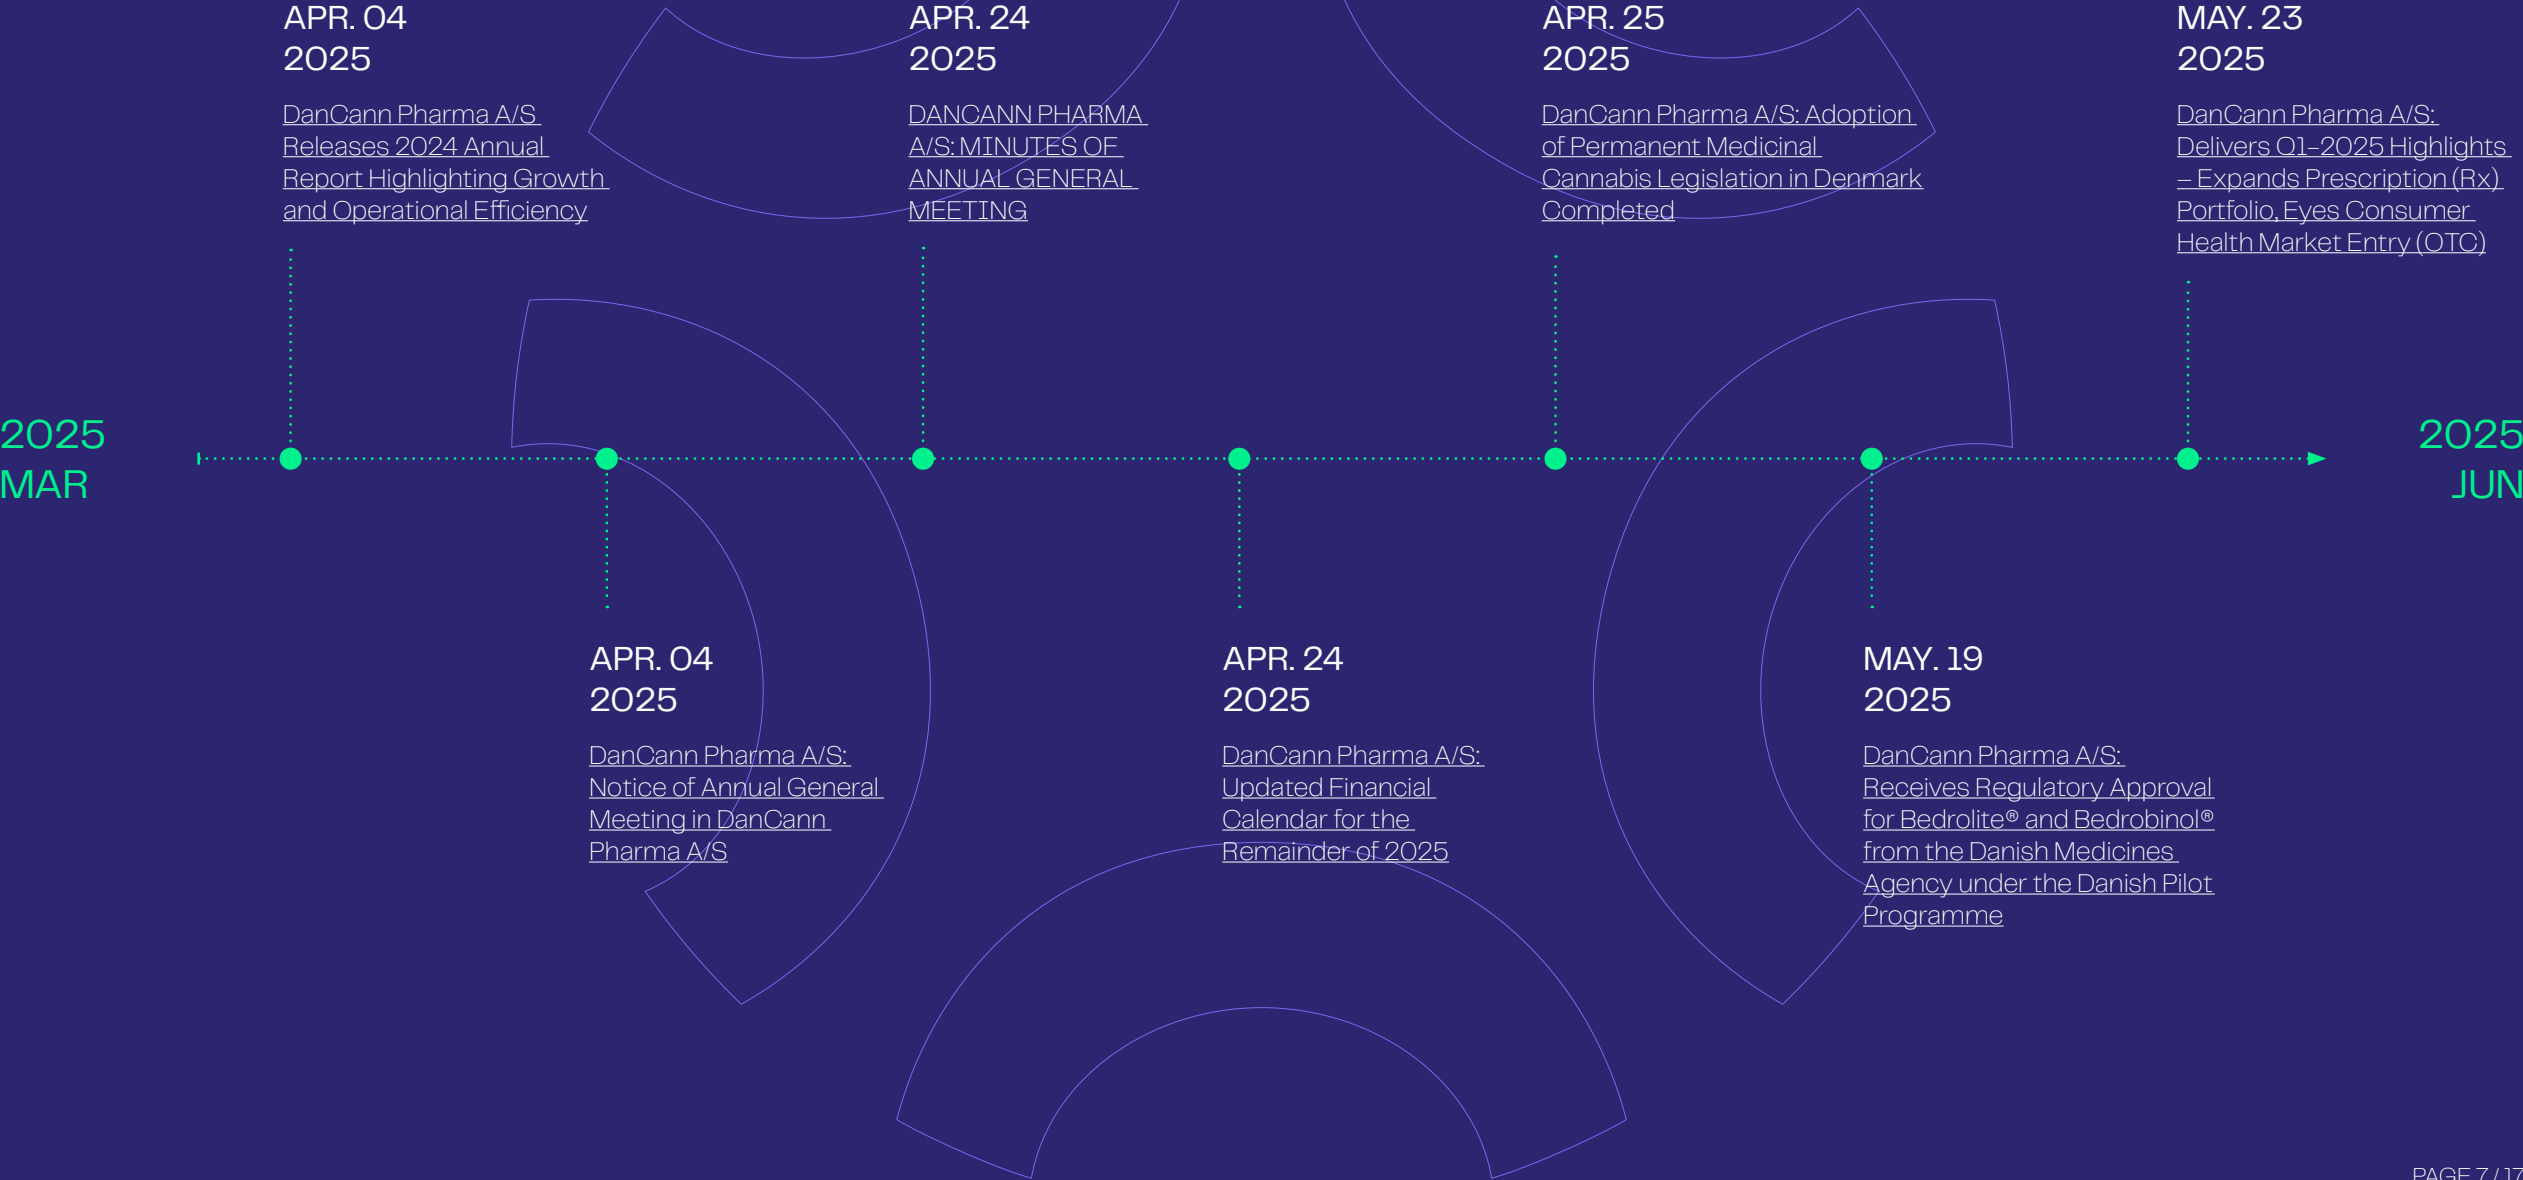 APR. 04
2025
DanCann Pharma A/S
Releases 2024 Annual
Report Highlighting Growth
and Operational Efficiency
APR. 24
2025
DANCANN PHARMA
A/S: MINUTES OF
ANNUAL GENERAL
MEETING
APR. 25
2025
DanCann Pharma A/S: Adoption
of Permanent Medicinal
Cannabis Legislation in Denmark
Completed
MAY. 23
2025
DanCann Pharma A/S:
Delivers Q1-2025 Highlights
– Expands Prescription (Rx)
Portfolio, Eyes Consumer
Health Market Entry (OTC)
2025
MAR
2025
JUN
APR. 04
2025
DanCann Pharma A/S:
Notice of Annual General
Meeting in DanCann
Pharma A/S
APR. 24
2025
DanCann Pharma A/S:
Updated Financial
Calendar for the
Remainder of 2025
MAY. 19
2025
DanCann Pharma A/S:
Receives Regulatory Approval
for Bedrolite® and Bedrobinol®
from the Danish Medicines
Agency under the Danish Pilot
Programme
PAGE 7 / 17